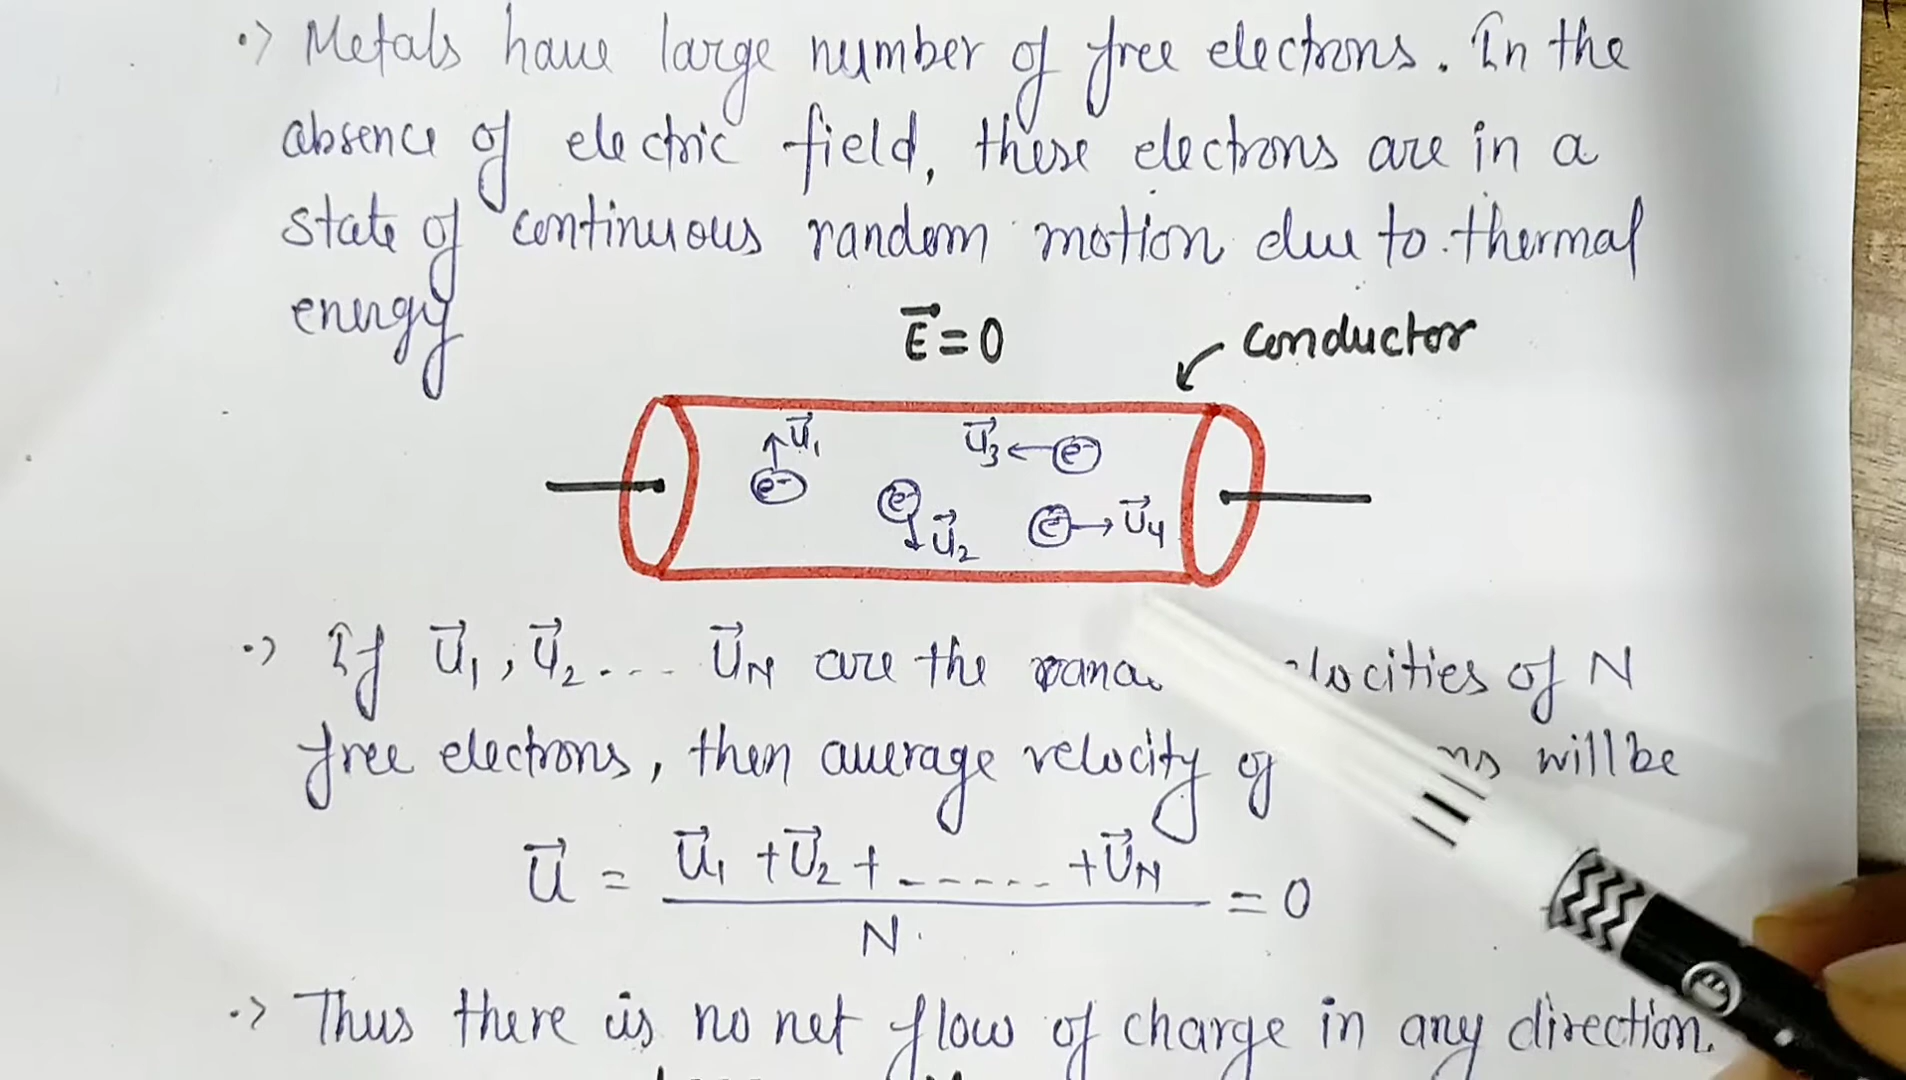 ·> Metals have large number of free electrons. In the
absence of electric field, these electrons are in a
state of continuous random motion due to thermal
energy
E⃗ = 0
conductor
U⃗₁
U⃗₃ ← e⁻
e⁻
e⁻
U⃗₂
e⁻ → U⃗₄
·> If U⃗₁, U⃗₂ ... U⃗N are the of N
free electrons, then average velocity of will be
U⃗ = U⃗₁ + U⃗₂ + ------ + U⃗N = 0
N
·> Thus there is no net flow of charge in any direction.